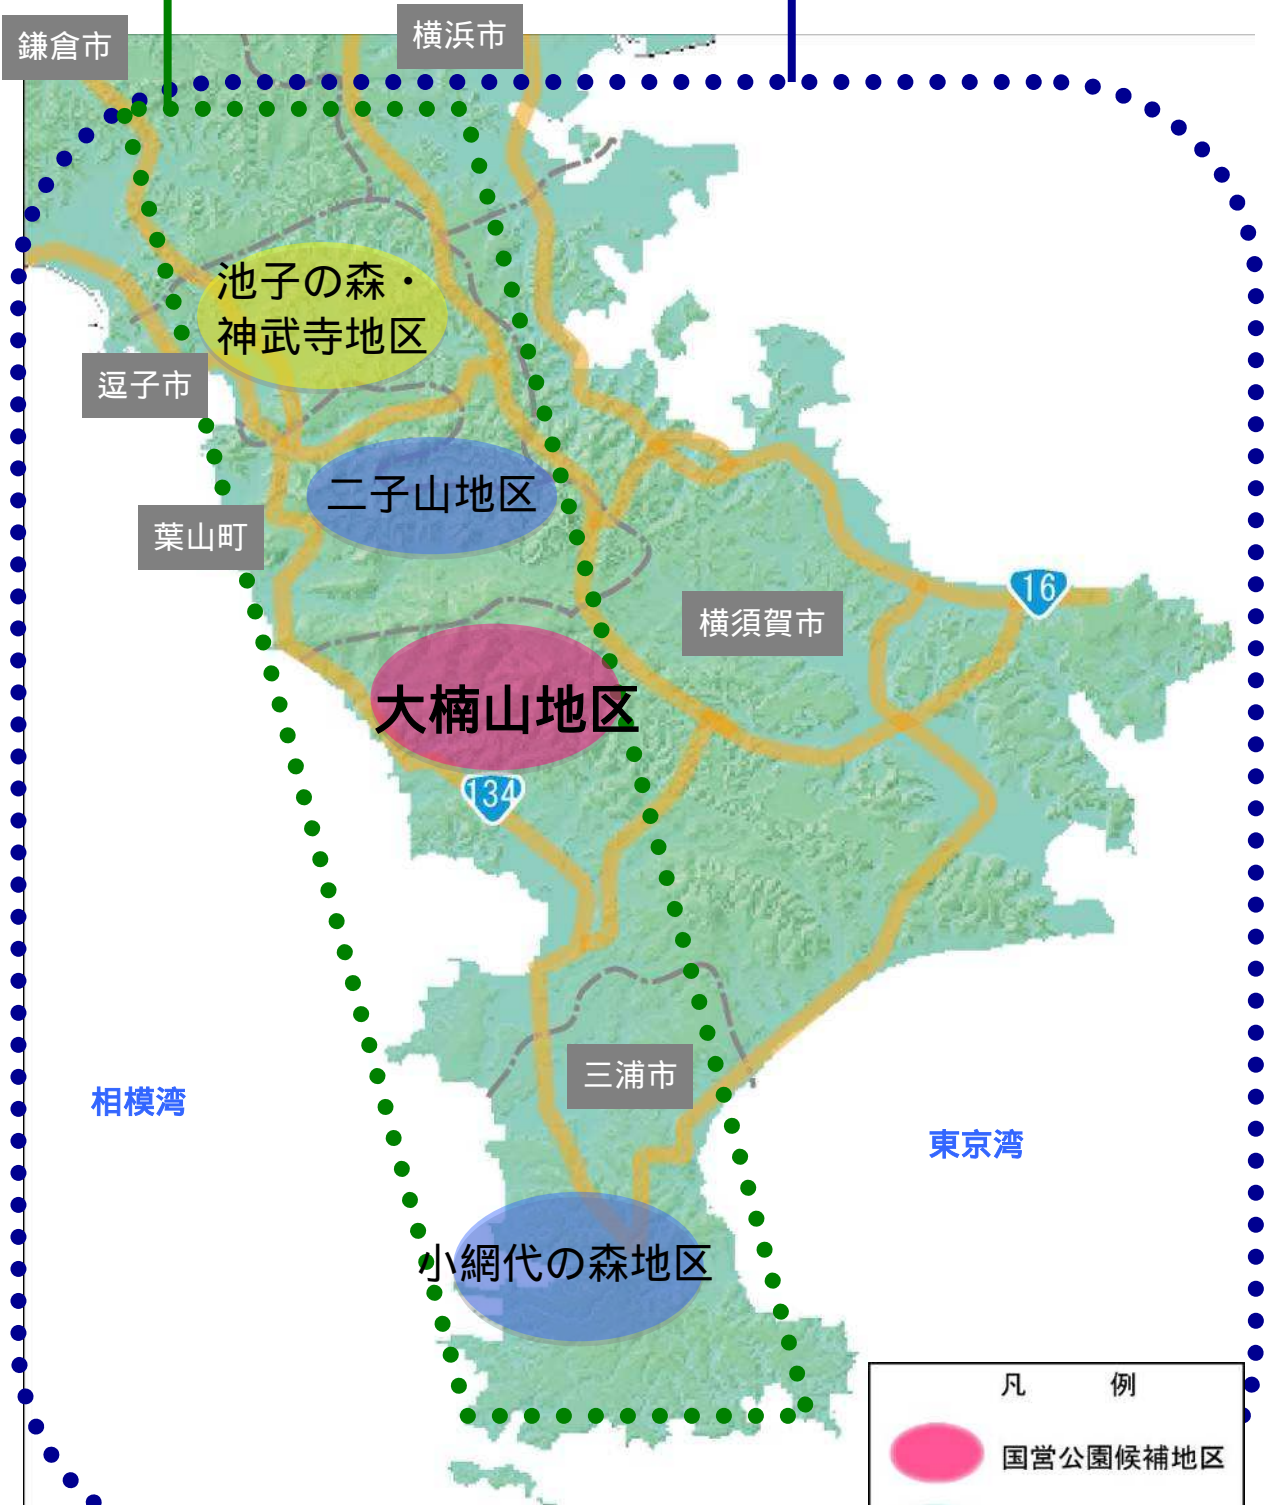 鎌倉市
横浜市
池子の森・
神武寺地区
逗子市
二子山地区
葉山町
16
横須賀市
大楠山地区
134
三浦市
相模湾
東京湾
小網代の森地区
凡 例
国営公園候補地区